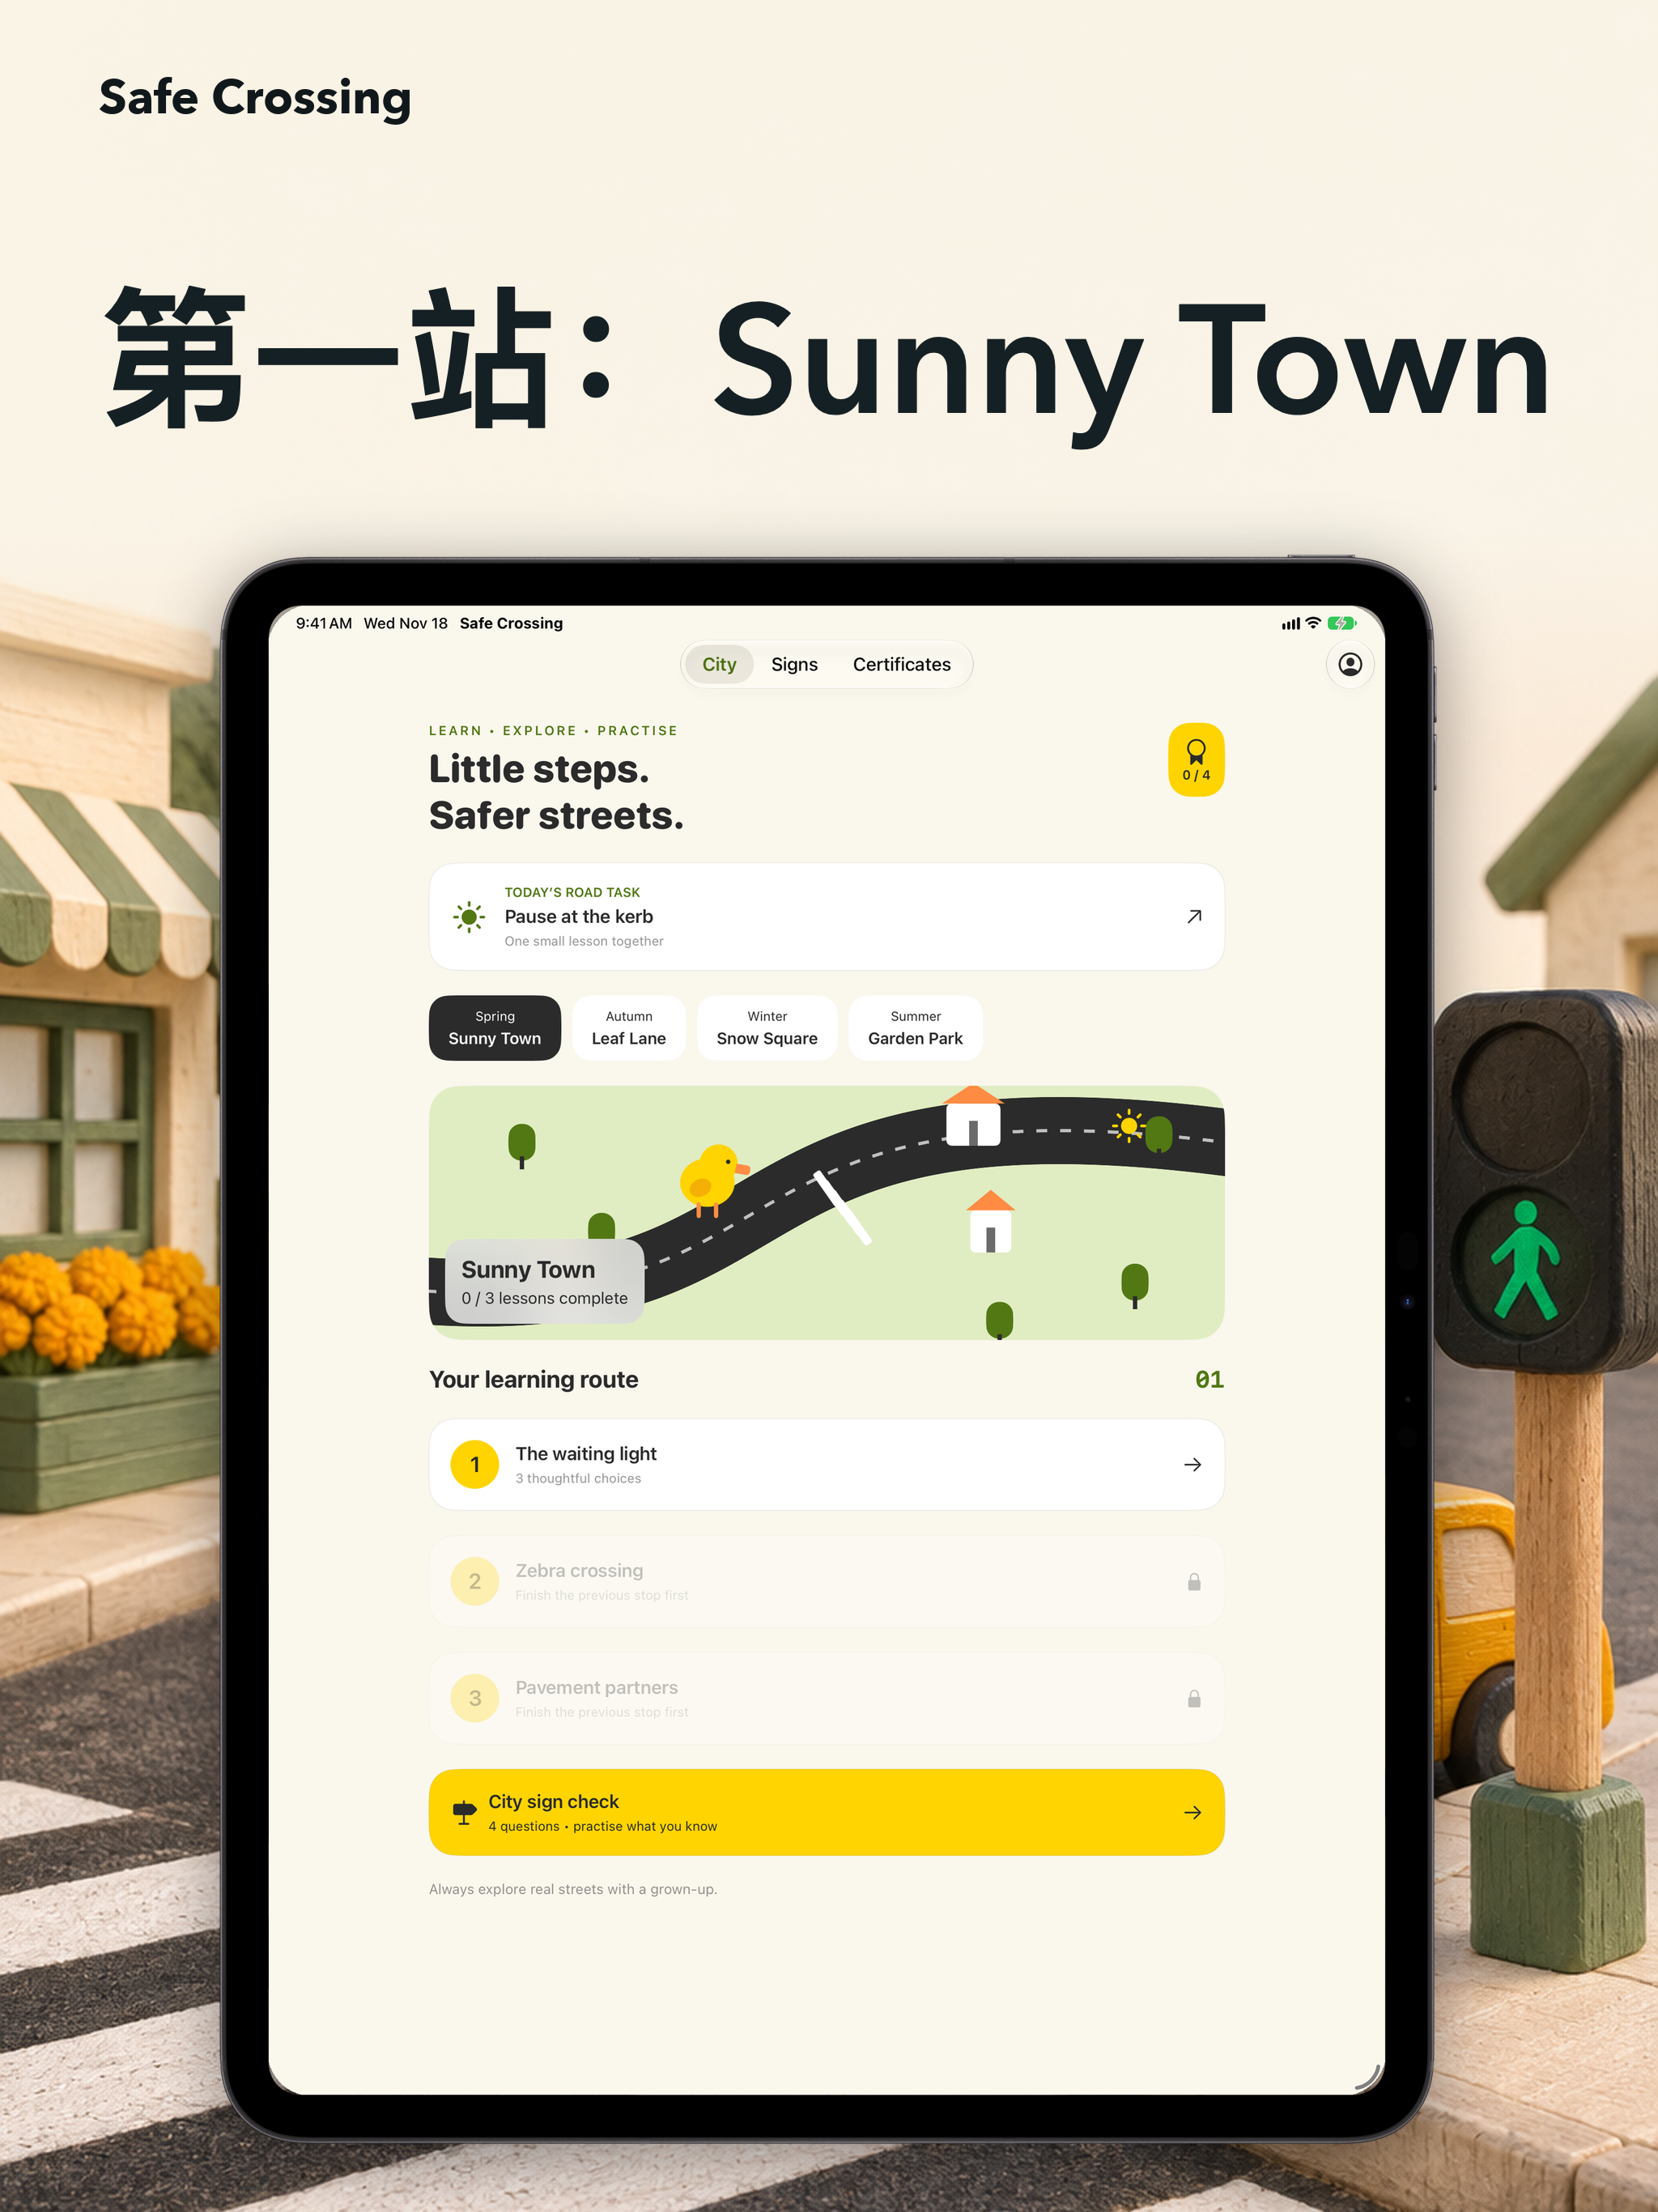 Safe Crossing
第一站：Sunny Town
9:41 AM Wed Nov 18 Safe Crossing
City Signs Certificates
LEARN • EXPLORE • PRACTISE
Little steps.
Safer streets.
0 / 4
TODAY'S ROAD TASK
Pause at the kerb
One small lesson together
Spring
Sunny Town
Autumn
Leaf Lane
Winter
Snow Square
Summer
Garden Park
Sunny Town
0 / 3 lessons complete
Your learning route 01
1 The waiting light
3 thoughtful choices
2 Zebra crossing
Finish the previous stop first
3 Pavement partners
Finish the previous stop first
City sign check
4 questions • practise what you know
Always explore real streets with a grown-up.